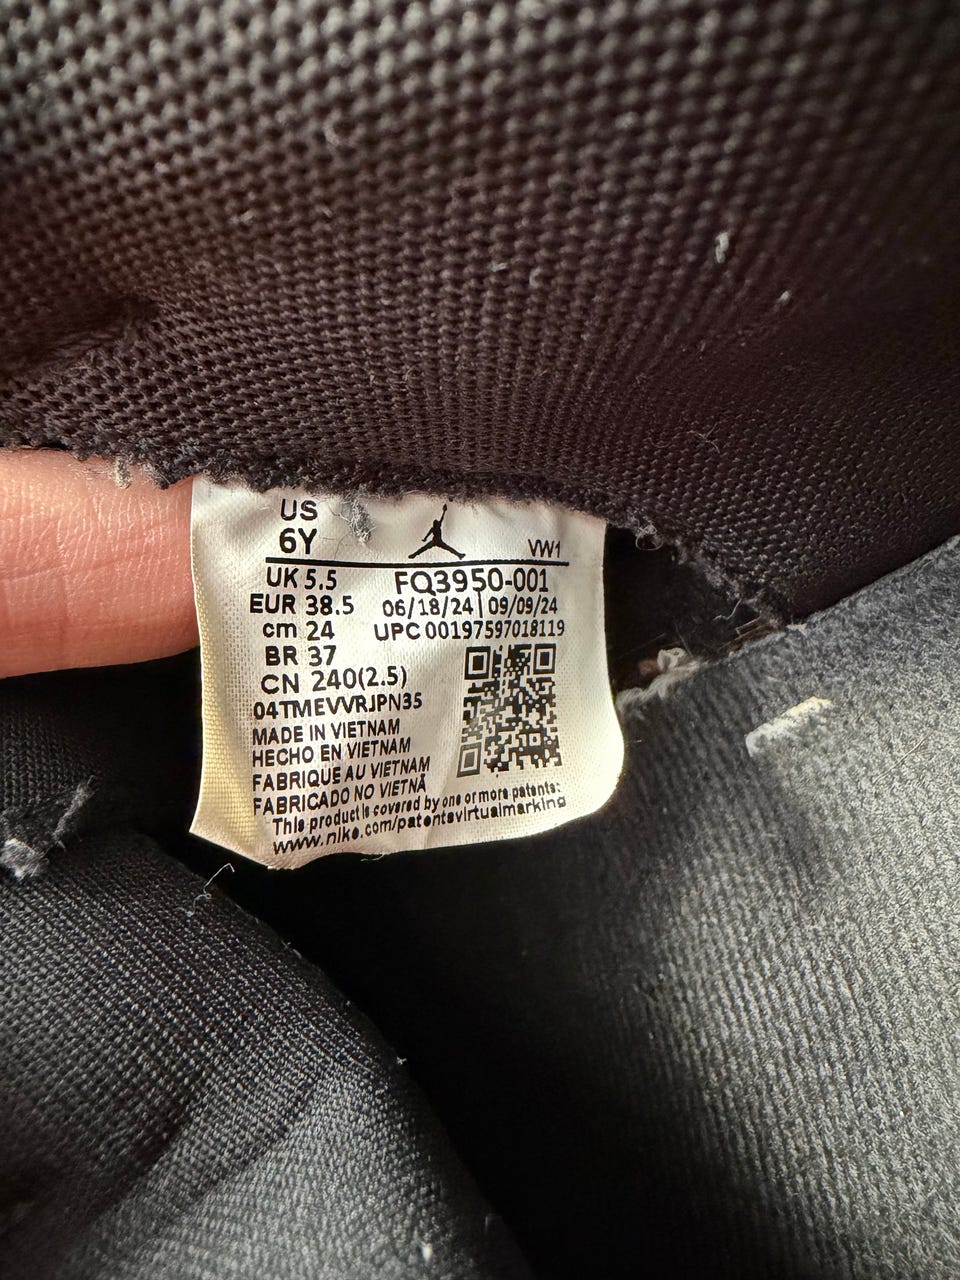 US
6Y
VW1
UK 5.5 FQ3950-001
EUR 38.5 06/18/24 | 09/09/24
cm 24 UPC 00197597018119
BR 37
CN 240(2.5)
04TMEVVRJPN35
MADE IN VIETNAM
HECHO EN VIETNAM
FABRIQUE AU VIETNAM
FABRICADO NO VIETNÃ
This product is covered by one or more patents:
www.nike.com/patentsvirtualmarking